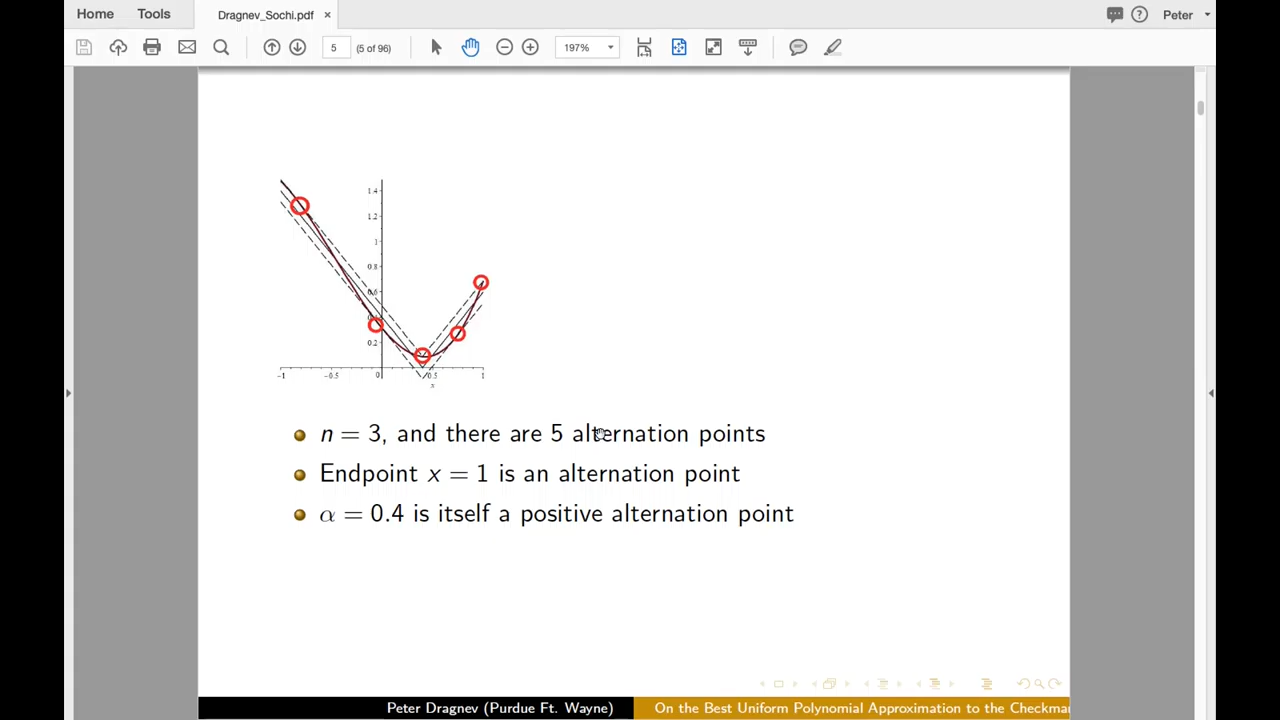 Home Tools Dragnev_Sochi.pdf × Peter
5 (5 of 96) 197%
1.4
1.2
1
0.8
0.6
0.2
-1 -0.5 0 0.5 1
x
n = 3, and there are 5 alternation points
Endpoint x = 1 is an alternation point
α = 0.4 is itself a positive alternation point
Peter Dragnev (Purdue Ft. Wayne) On the Best Uniform Polynomial Approximation to the Checkmar